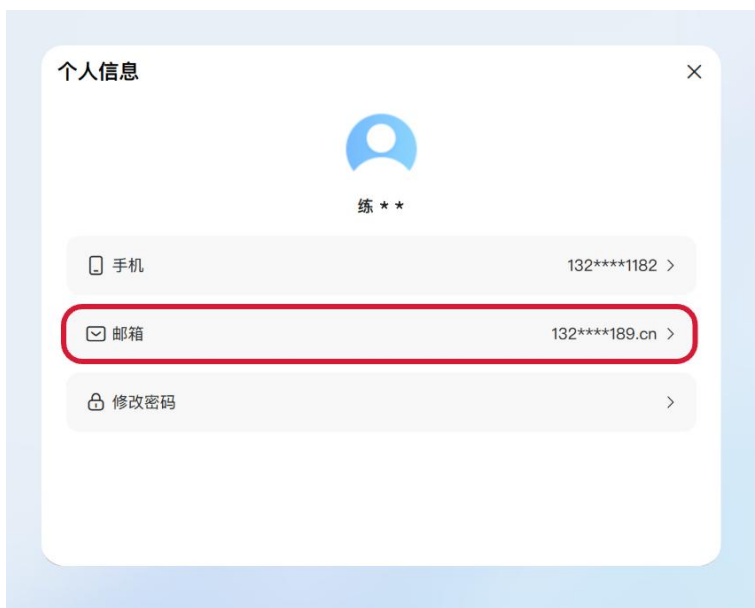 个人信息
练 * *
手机 132****1182
邮箱 132****189.cn
修改密码